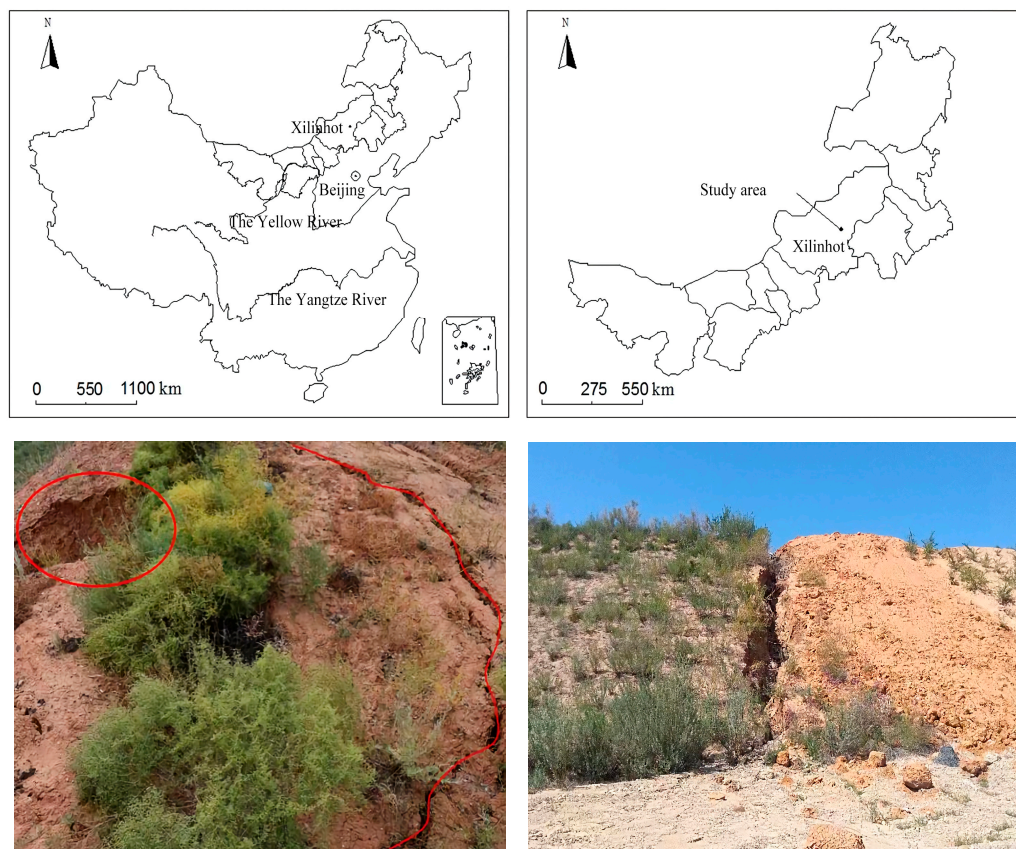 N
Xilinhot
Beijing
The Yellow River
The Yangtze River
0 550 1100 km
N
Study area
Xilinhot
0 275 550 km